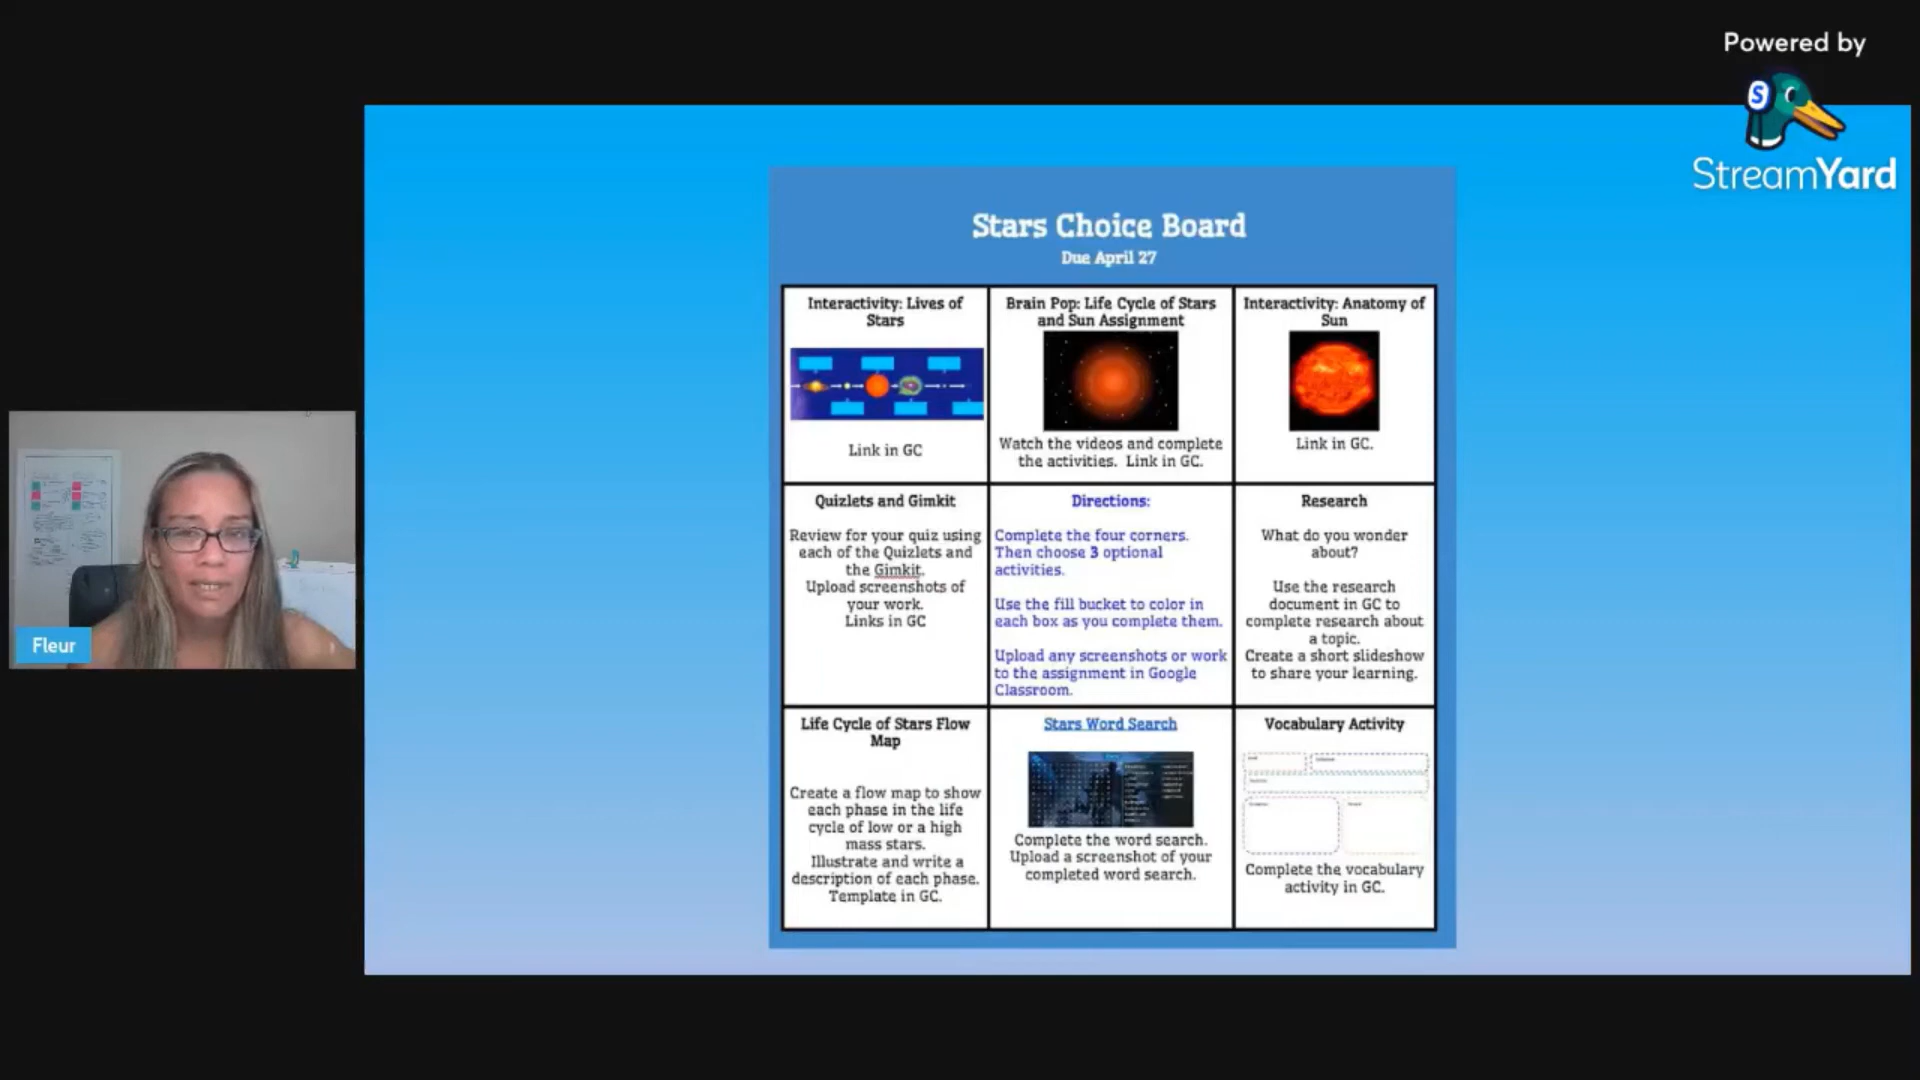 Powered by
StreamYard
Stars Choice Board
Due April 27
Interactivity: Lives of
Stars
Link in GC
Brain Pop: Life Cycle of Stars
and Sun Assignment
Watch the videos and complete
the activities. Link in GC.
Interactivity: Anatomy of
Sun
Link in GC.
Quizlets and Gimkit
Review for your quiz using
each of the Quizlets and
the Gimkit.
Upload screenshots of
your work.
Links in GC
Directions:
Complete the four corners.
Then choose 3 optional
activities.
Use the fill bucket to color in
each box as you complete them.
Upload any screenshots or work
to the assignment in Google
Classroom.
Research
What do you wonder
about?
Use the research
document in GC to
complete research about
a topic.
Create a short slideshow
to share your learning.
Life Cycle of Stars Flow
Map
Create a flow map to show
each phase in the life
cycle of low or a high
mass stars.
Illustrate and write a
description of each phase.
Template in GC.
Stars Word Search
Complete the word search.
Upload a screenshot of your
completed word search.
Vocabulary Activity
Complete the vocabulary
activity in GC.
Fleur